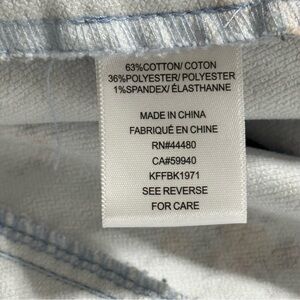 63%COTTON/ COTON
36%POLYESTER/ POLYESTER
1%SPANDEX/ ÉLASTHANNE
MADE IN CHINA
FABRIQUÉ EN CHINE
RN#44480
CA#59940
KFFBK1971
SEE REVERSE
FOR CARE